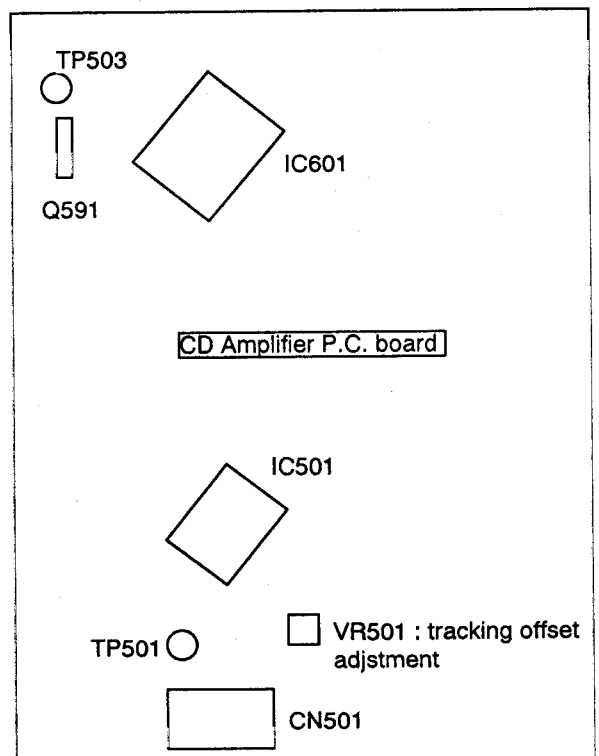 TP503
IC601
Q591
CD Amplifier P.C. board
IC501
TP501
VR501 : tracking offset
adjstment
CN501